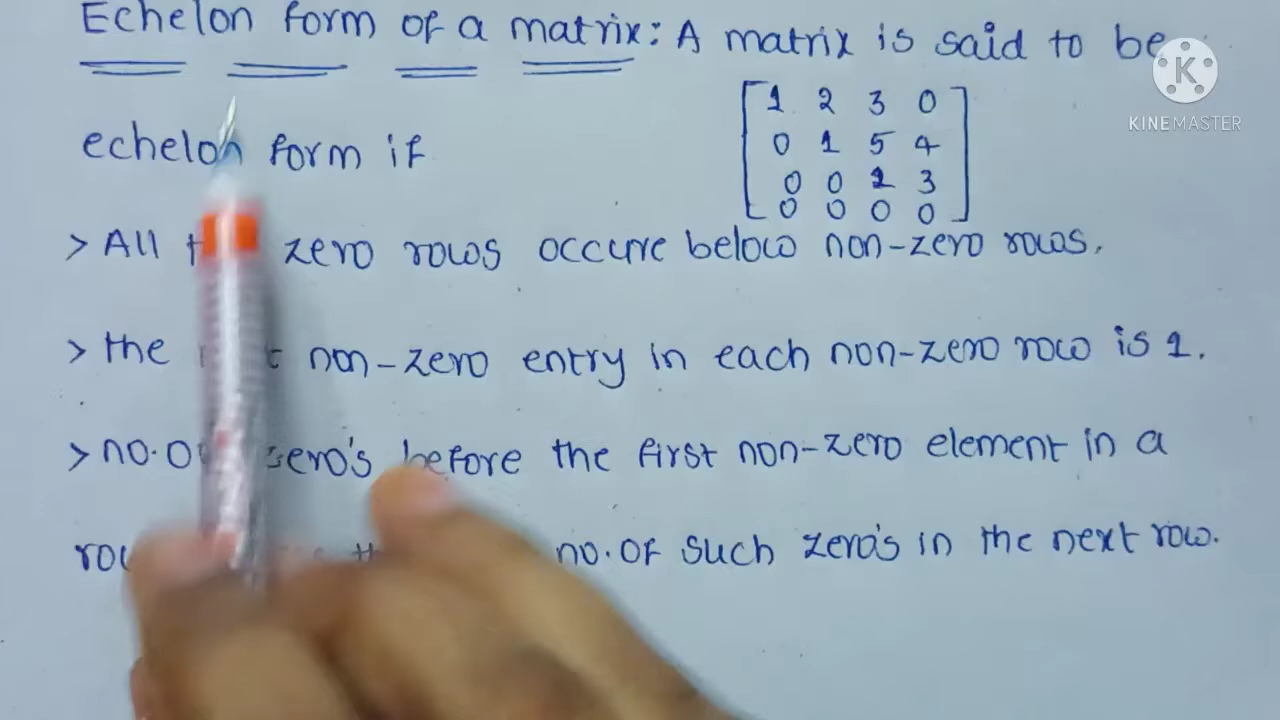 Echelon form of a matrix: A matrix is said to be
echelon form if
1 2 3 0
0 1 5 4
0 0 1 3
0 0 0 0
> All zero rows occure below non-zero rows.
> the non-zero entry in each non-zero row is 1.
> no. zero's before the first non-zero element in a
no. of such zero's in the next row.
KINEMASTER